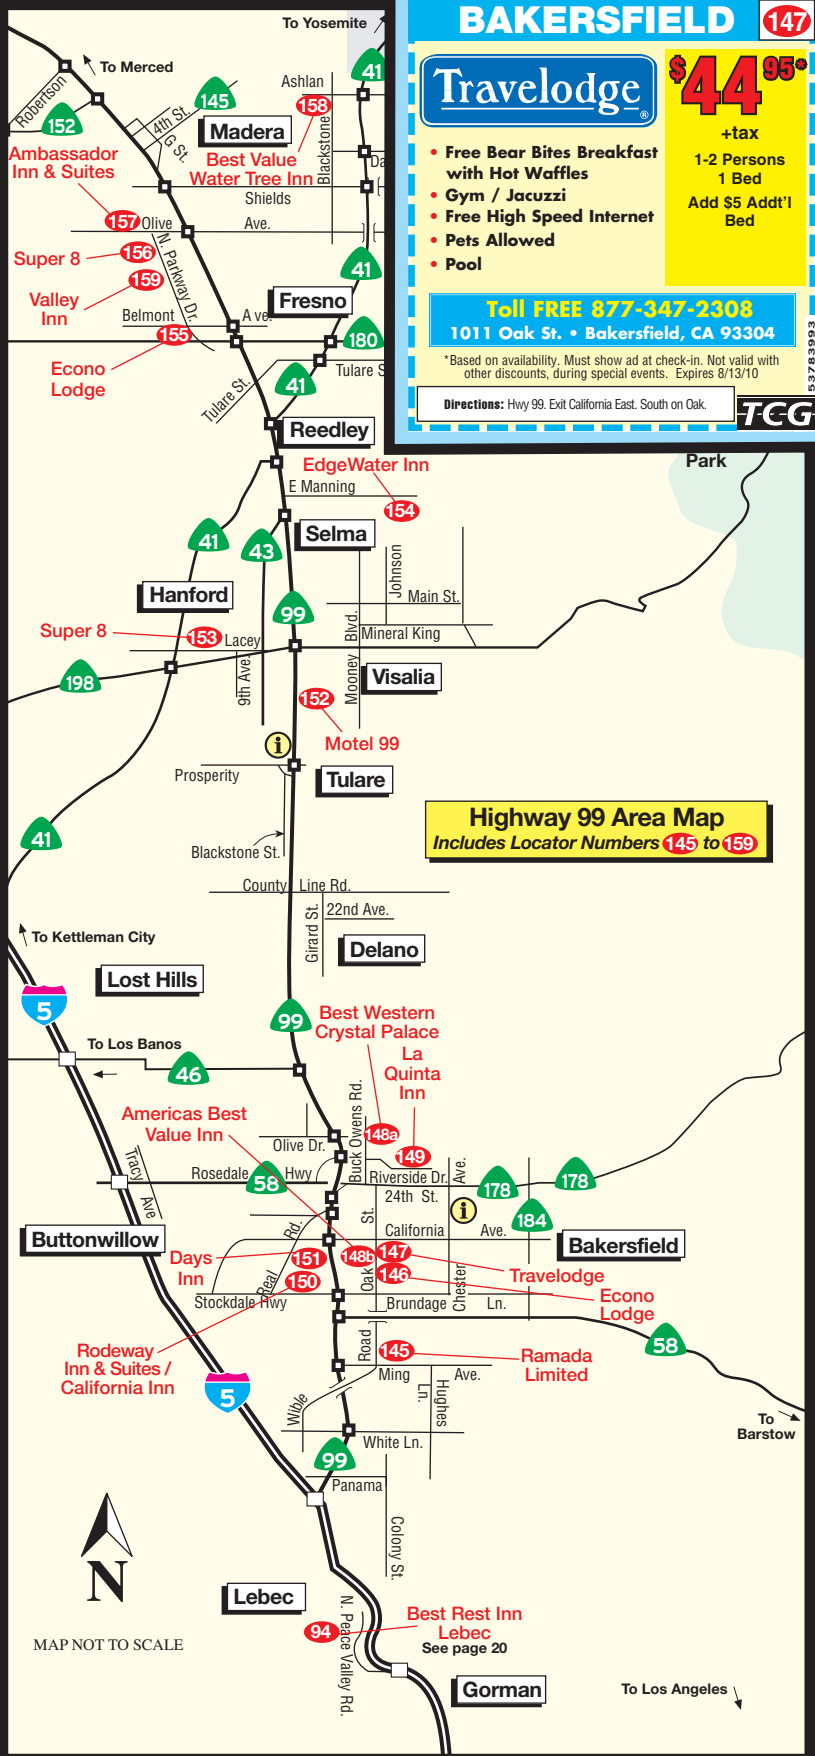 To Yosemite
To Merced
Robertson
152
145
4th St.
G St.
Madera
Ashlan
158
41
Blackstone
Best Value
Water Tree Inn
Ambassador
Inn & Suites
Shields
157
Olive Ave.
Super 8
156
159
N. Parkway Dr.
Valley
Inn
41
Fresno
Belmont Ave.
155
180
Econo
Lodge
Tulare St.
41
Tulare S
Reedley
BAKERSFIELD
147
Travelodge®
$44.95*
+tax
1-2 Persons
1 Bed
Add $5 Addt'l
Bed
• Free Bear Bites Breakfast
with Hot Waffles
• Gym / Jacuzzi
• Free High Speed Internet
• Pets Allowed
• Pool
Toll FREE 877-347-2308
1011 Oak St. • Bakersfield, CA 93304
*Based on availability. Must show ad at check-in. Not valid with
other discounts, during special events. Expires 8/13/10
53783993
Directions: Hwy 99. Exit California East. South on Oak.
TCG
Park
EdgeWater Inn
E Manning
154
Selma
41
43
Johnson
Hanford
99
Main St.
Blvd.
Mineral King
Super 8
153
Lacey
198
9th Ave.
Mooney
Visalia
152
Motel 99
i
Prosperity
Tulare
Highway 99 Area Map
Includes Locator Numbers 145 to 159
41
Blackstone St.
County Line Rd.
Girard St.
22nd Ave.
To Kettleman City
Delano
Lost Hills
5
99
Best Western
Crystal Palace
To Los Banos
La
Quinta
Inn
46
Americas Best
Value Inn
Buck Owens Rd.
148a
149
Olive Dr.
Tracy Ave
Rosedale Hwy
58
Riverside Dr.
24th St.
Ave.
178
178
i
184
Buttonwillow
Rd.
St.
California Ave.
Bakersfield
Days
Inn
151
148b
147
Travelodge
150
Real
Oak
146
Chester
Econo
Lodge
Stockdale Hwy
Brundage Ln.
58
Rodeway
Inn & Suites /
California Inn
Road
145
Ramada
Limited
5
Ming Ave.
Wible
Hughes Ln.
To
Barstow
White Ln.
99
Panama
Colony St.
N
Lebec
N. Peace Valley Rd.
Best Rest Inn
Lebec
94
See page 20
MAP NOT TO SCALE
Gorman
To Los Angeles